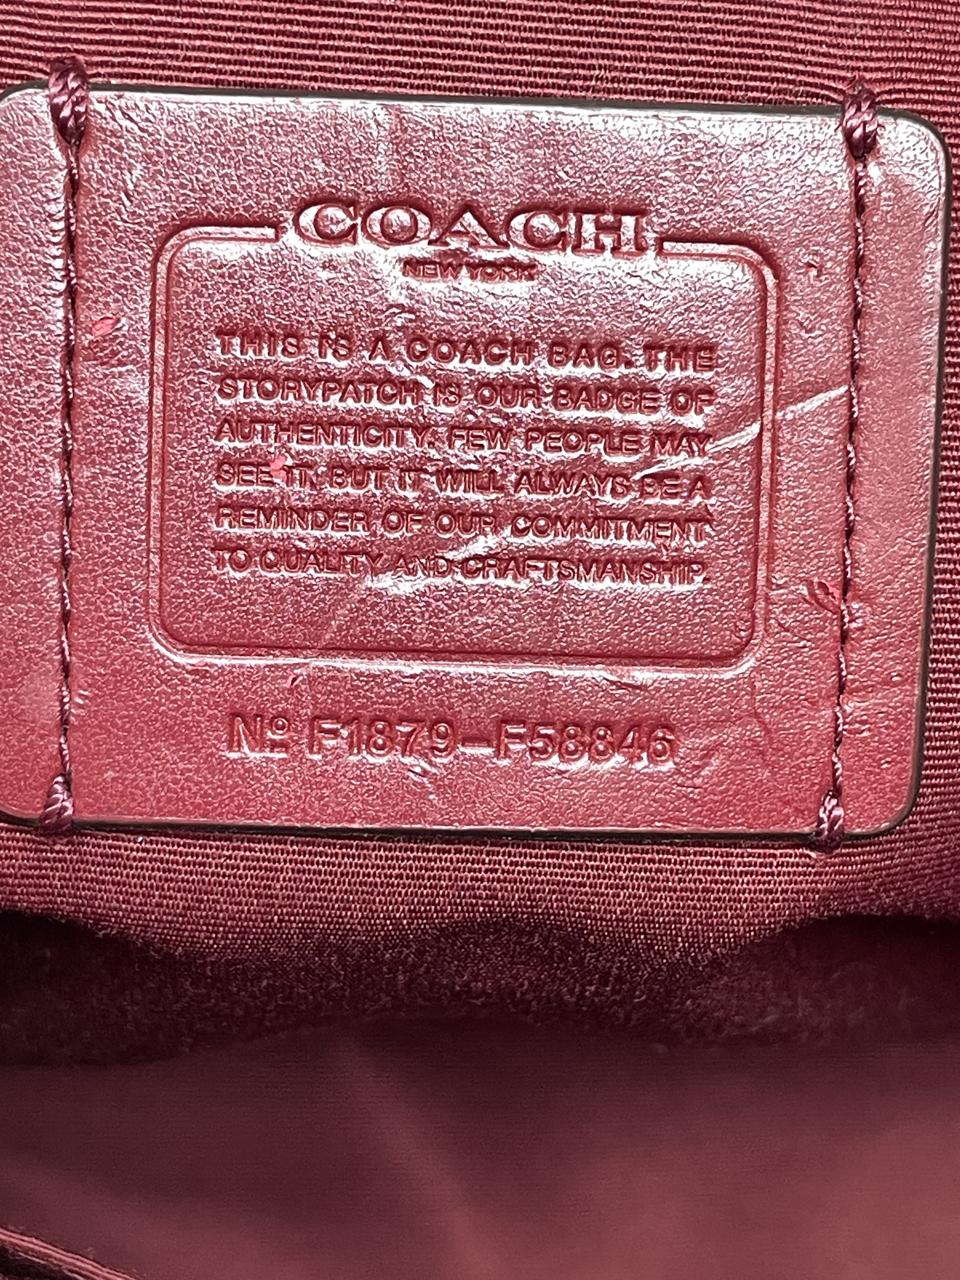 COACH
NEW YORK
THIS IS A COACH BAG. THE
STORYPATCH IS OUR BADGE OF
AUTHENTICITY. FEW PEOPLE MAY
SEE IT, BUT IT WILL ALWAYS BE A
REMINDER OF OUR COMMITMENT
TO QUALITY AND CRAFTSMANSHIP.
Nº F1879-F58846